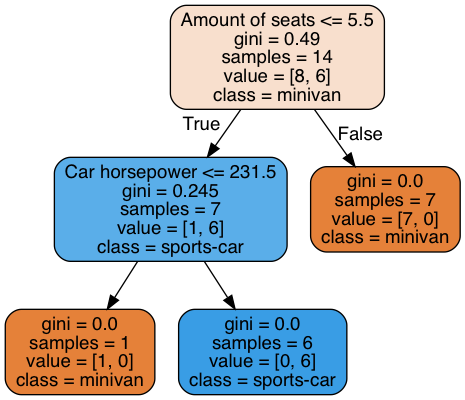 Amount of seats <= 5.5
gini = 0.49
samples = 14
value = [8, 6]
class = minivan
True
False
Car horsepower <= 231.5
gini = 0.245
samples = 7
value = [1, 6]
class = sports-car
gini = 0.0
samples = 7
value = [7, 0]
class = minivan
gini = 0.0
samples = 1
value = [1, 0]
class = minivan
gini = 0.0
samples = 6
value = [0, 6]
class = sports-car